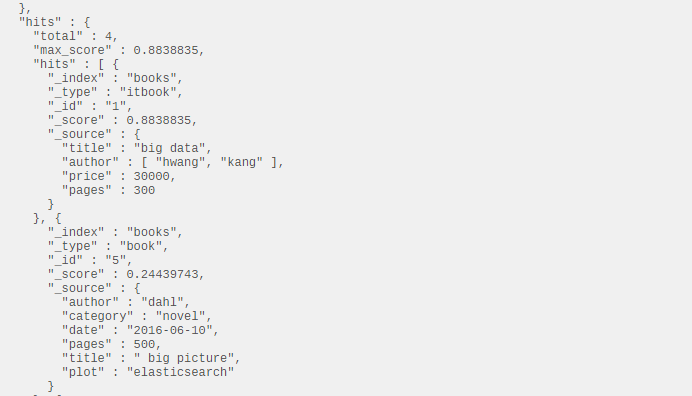 },
"hits" : {
"total" : 4,
"max_score" : 0.8838835,
"hits" : [ {
"_index" : "books",
"_type" : "itbook",
"_id" : "1",
"_score" : 0.8838835,
"_source" : {
"title" : "big data",
"author" : [ "hwang", "kang" ],
"price" : 30000,
"pages" : 300
}
}, {
"_index" : "books",
"_type" : "book",
"_id" : "5",
"_score" : 0.24439743,
"_source" : {
"author" : "dahl",
"category" : "novel",
"date" : "2016-06-10",
"pages" : 500,
"title" : " big picture",
"plot" : "elasticsearch"
}